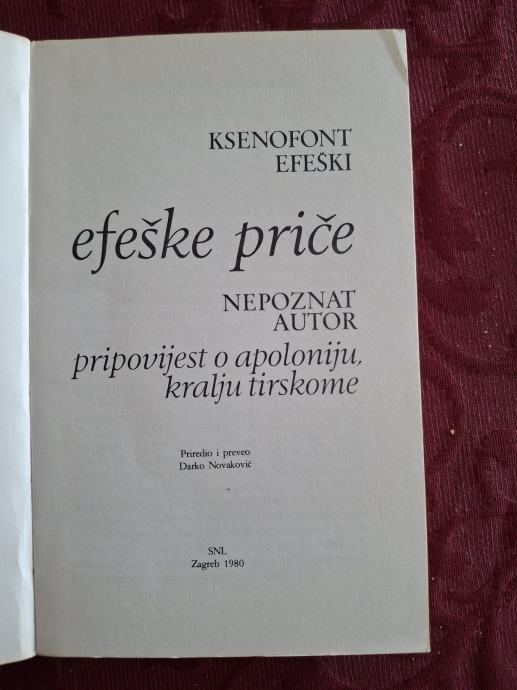 KSENOFONT
EFEŠKI
efeške priče
NEPOZNAT
AUTOR
pripovijest o apoloniju,
kralju tirskome
Priredio i preveo
Darko Novaković
SNL
Zagreb 1980